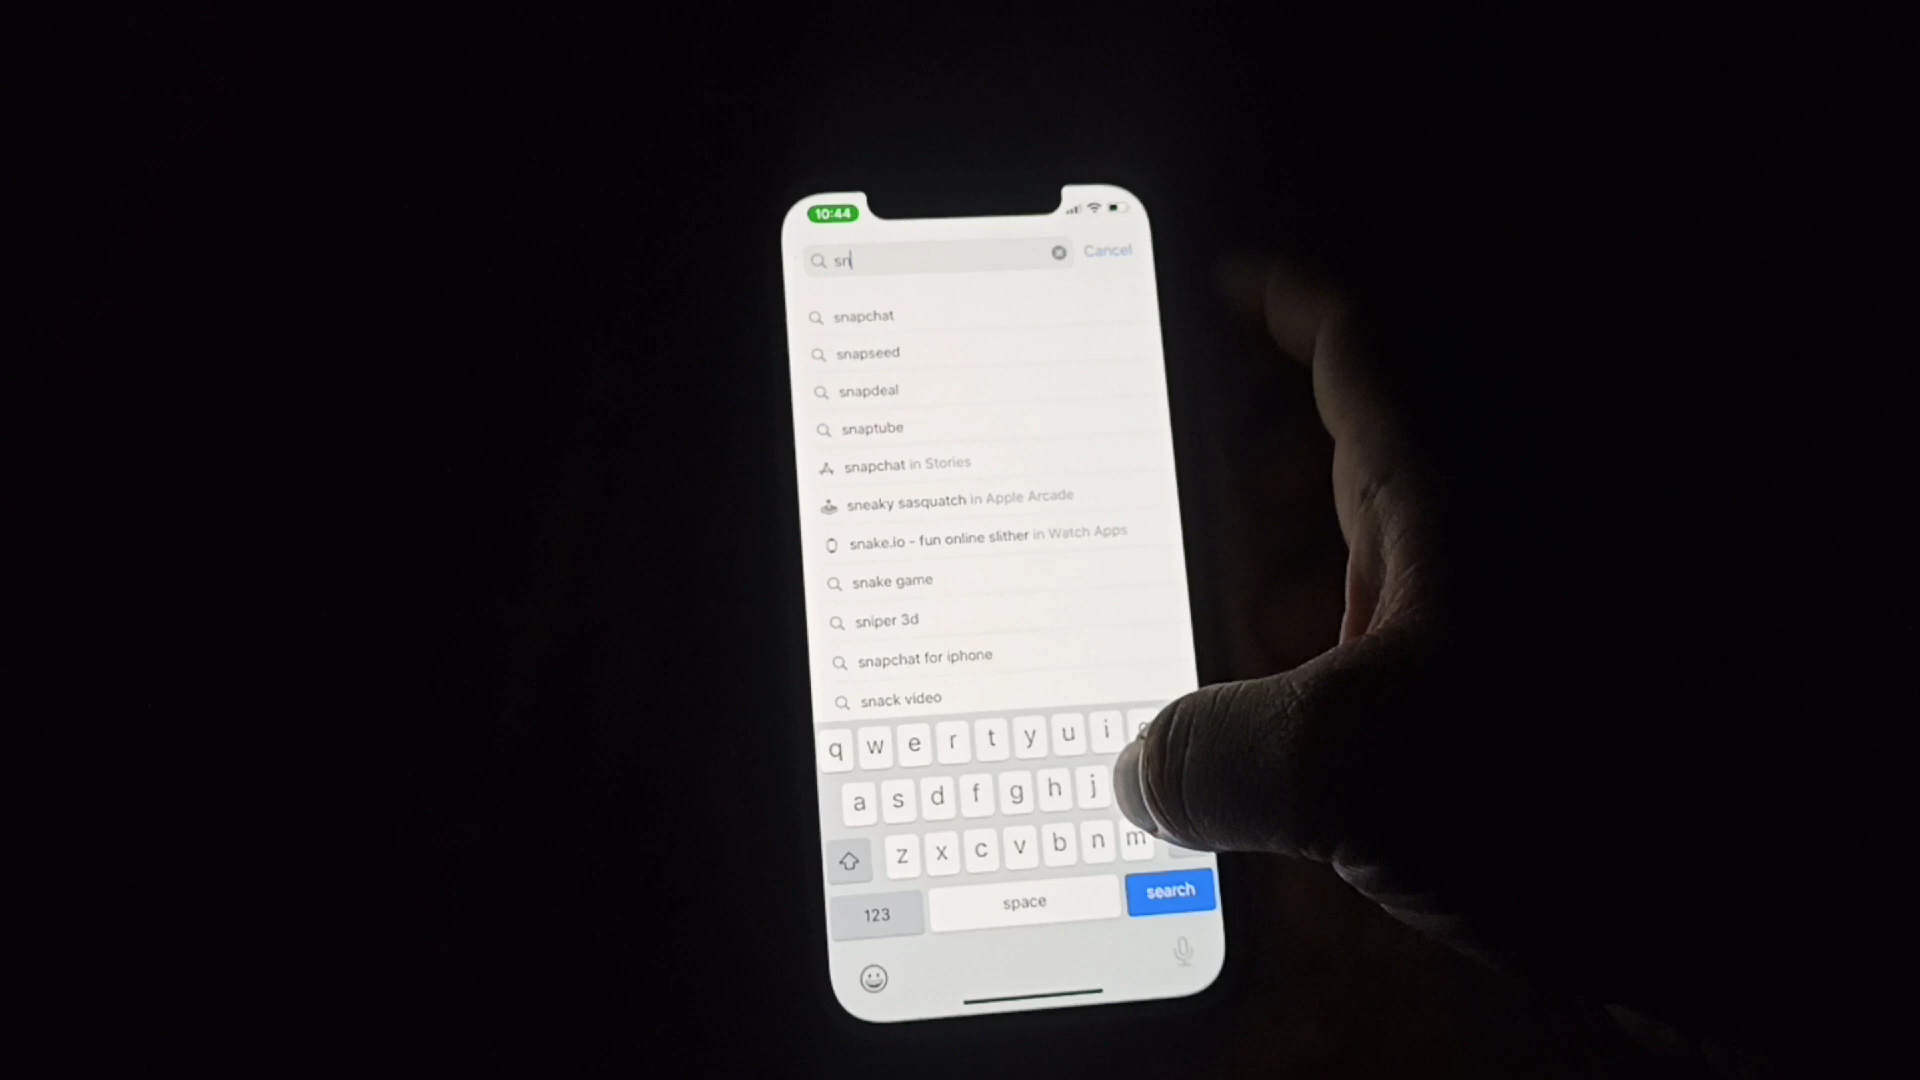 10:44
sn
Cancel
snapchat
snapseed
snapdeal
snaptube
snapchat in Stories
sneaky sasquatch in Apple Arcade
snake.io - fun online slither in Watch Apps
snake game
sniper 3d
snapchat for iphone
snack video
q w e r t y u i
a s d f g h j
z x c v b n m
123 space search